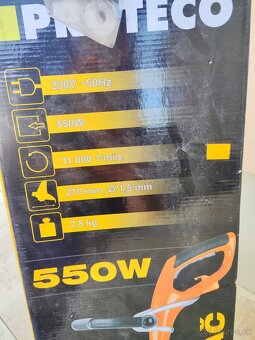 PROTECO
230V ~ 50Hz
550W
11 000 1/min
270 mm, Ø 1,5 mm
2,8 kg
550W